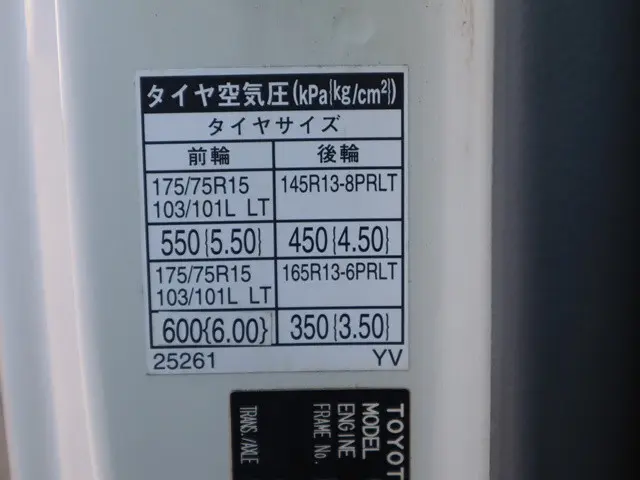 タイヤ空気圧(kPa{kg/cm²})
タイヤサイズ
前輪 後輪
175/75R15 145R13-8PRLT
103/101L LT
550{5.50} 450{4.50}
175/75R15 165R13-6PRLT
103/101L LT
600{6.00} 350{3.50}
25261 YV
TOYOT
MODEL
ENGINE
FRAME No.
TRANS./AXLE